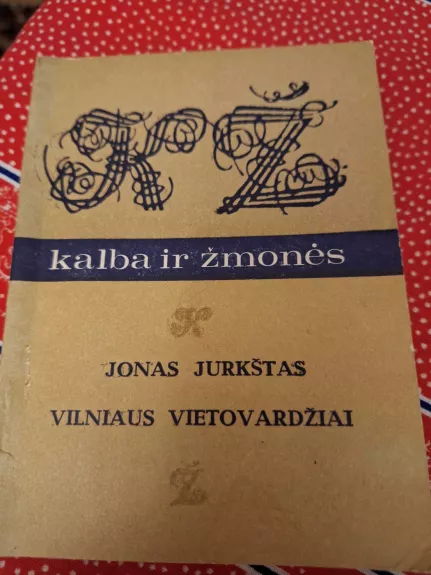 K Ž
kalba ir žmonės
K
JONAS JURKŠTAS
VILNIAUS VIETOVARDŽIAI
Ž